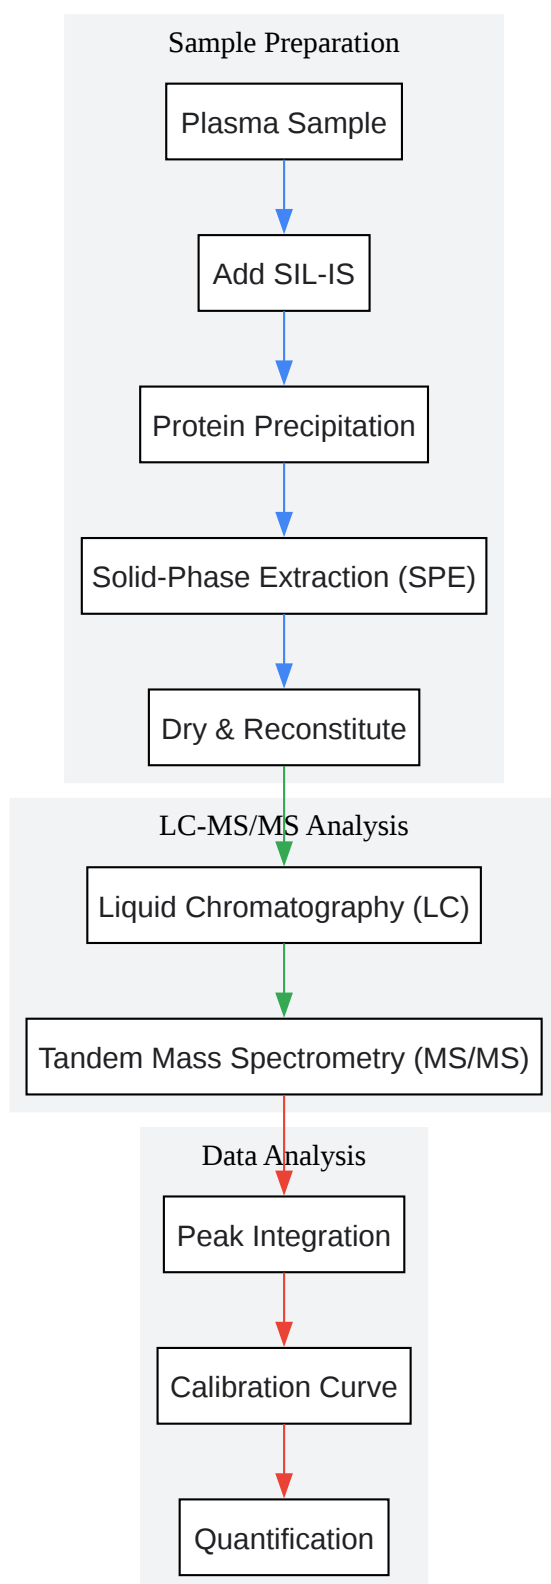 Sample Preparation
Plasma Sample
Add SIL-IS
Protein Precipitation
Solid-Phase Extraction (SPE)
Dry & Reconstitute
LC-MS/MS Analysis
Liquid Chromatography (LC)
Tandem Mass Spectrometry (MS/MS)
Data Analysis
Peak Integration
Calibration Curve
Quantification